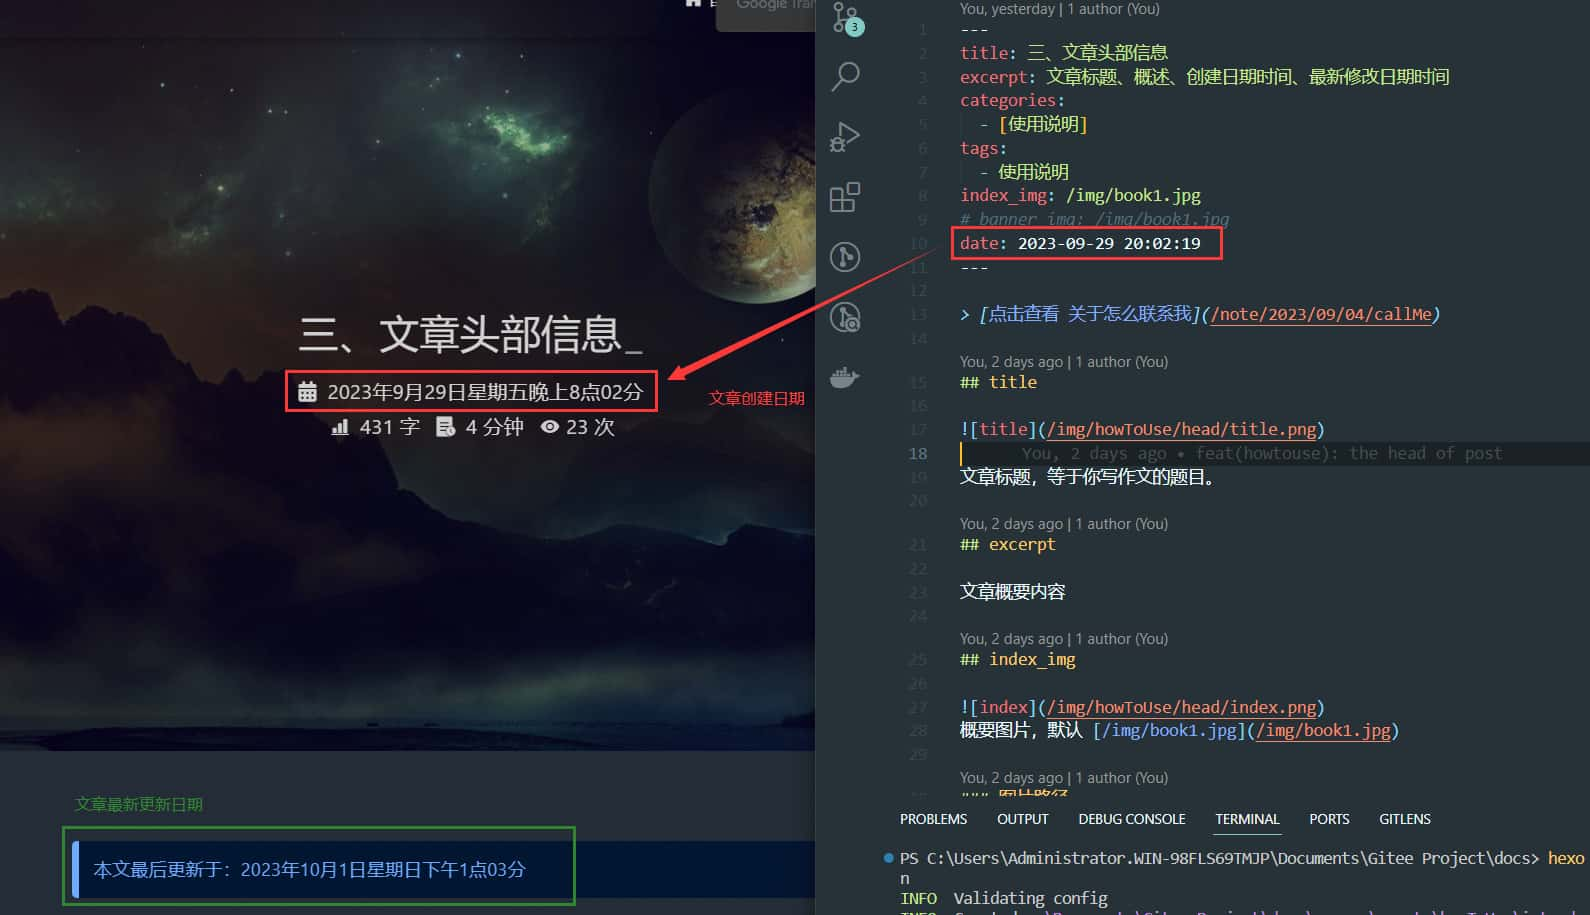 Google Tran
三、文章头部信息_
2023年9月29日星期五晚上8点02分
431 字 4 分钟 23 次
文章创建日期
文章最新更新日期
本文最后更新于：2023年10月1日星期日下午1点03分
3
You, yesterday | 1 author (You)
1 ---
2 title: 三、文章头部信息
3 excerpt: 文章标题、概述、创建日期时间、最新修改日期时间
4 categories:
5 - [使用说明]
6 tags:
7 - 使用说明
8 index_img: /img/book1.jpg
9 # banner_img: /img/book1.jpg
10 date: 2023-09-29 20:02:19
11 ---
12
13 > [点击查看 关于怎么联系我](/note/2023/09/04/callMe)
14
You, 2 days ago | 1 author (You)
15 ## title
16
17 ![title](/img/howToUse/head/title.png)
18 You, 2 days ago • feat(howtouse): the head of post
19 文章标题，等于你写作文的题目。
20
You, 2 days ago | 1 author (You)
21 ## excerpt
22
23 文章概要内容
24
You, 2 days ago | 1 author (You)
25 ## index_img
26
27 ![index](/img/howToUse/head/index.png)
28 概要图片，默认 [/img/book1.jpg](/img/book1.jpg)
29
You, 2 days ago | 1 author (You)
PROBLEMS OUTPUT DEBUG CONSOLE TERMINAL PORTS GITLENS
PS C:\Users\Administrator.WIN-98FLS69TMJP\Documents\Gitee Project\docs> hexo
n
INFO Validating config